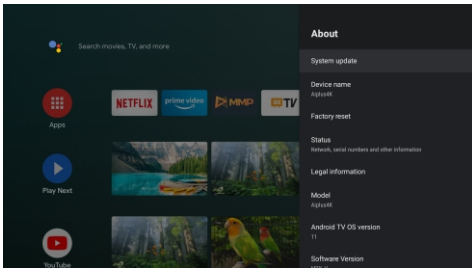 Search movies, TV, and more
Apps
NETFLIX
prime video
MMP
TV
Play Next
YouTube
About
System update
Device name
Aiplus4K
Factory reset
Status
Network, serial numbers and other information
Legal information
Model
Aiplus4K
Android TV OS version
11
Software Version